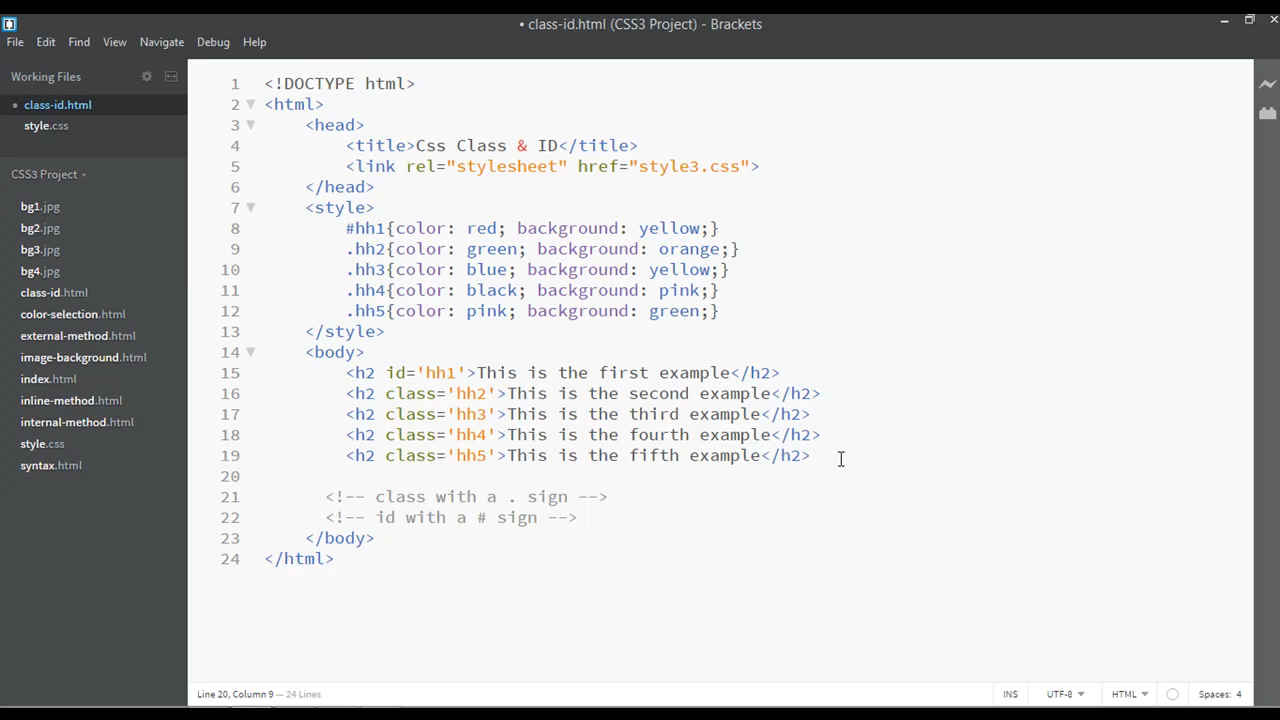 • class-id.html (CSS3 Project) - Brackets
File Edit Find View Navigate Debug Help
Working Files
• class-id.html
style.css
CSS3 Project
bg1.jpg
bg2.jpg
bg3.jpg
bg4.jpg
class-id.html
color-selection.html
external-method.html
image-background.html
index.html
inline-method.html
internal-method.html
style.css
syntax.html
1 <!DOCTYPE html>
2 <html>
3 <head>
4 <title>Css Class & ID</title>
5 <link rel="stylesheet" href="style3.css">
6 </head>
7 <style>
8 #hh1{color: red; background: yellow;}
9 .hh2{color: green; background: orange;}
10 .hh3{color: blue; background: yellow;}
11 .hh4{color: black; background: pink;}
12 .hh5{color: pink; background: green;}
13 </style>
14 <body>
15 <h2 id='hh1'>This is the first example</h2>
16 <h2 class='hh2'>This is the second example</h2>
17 <h2 class='hh3'>This is the third example</h2>
18 <h2 class='hh4'>This is the fourth example</h2>
19 <h2 class='hh5'>This is the fifth example</h2>
20
21 <!-- class with a . sign -->
22 <!-- id with a # sign -->
23 </body>
24 </html>
Line 20, Column 9 — 24 Lines INS UTF-8 HTML Spaces: 4